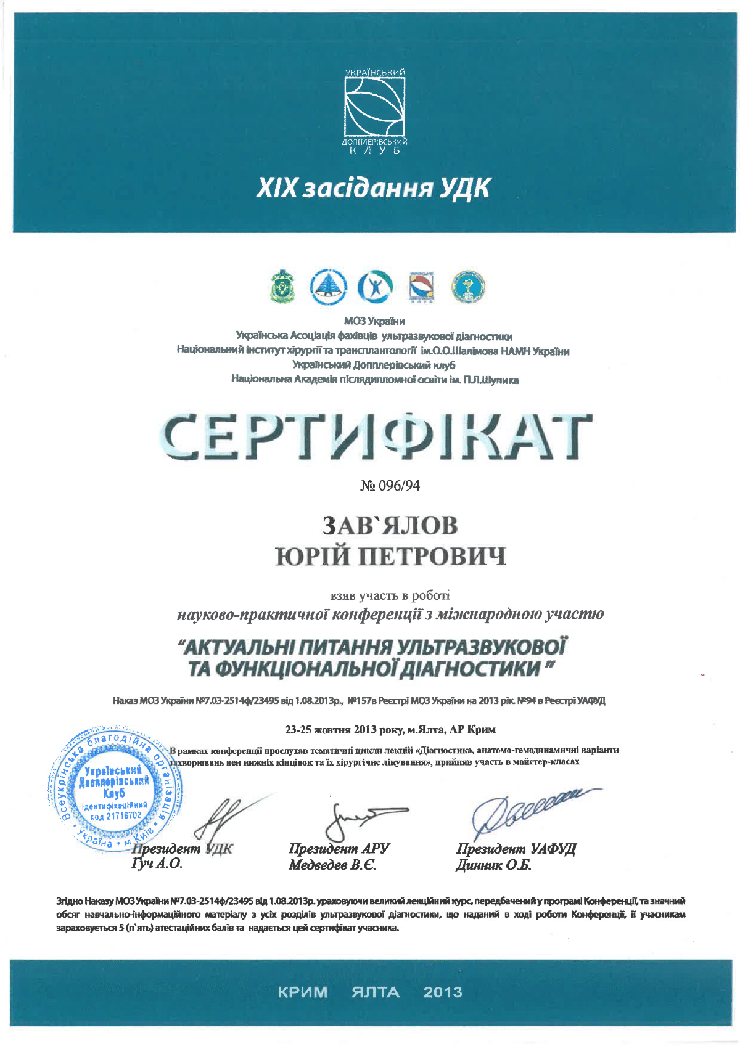 УКРАЇНСЬКИЙ
ДОППЛЕРІВСЬКИЙ
КЛУБ
XIX засідання УДК
МОЗ України
Українська Асоціація фахівців ультразвукової діагностики
Національний інститут хірургії та трансплантології ім.О.О.Шалімова НАМН України
Український Допплерівський клуб
Національна Академія післядипломної освіти ім. П.Л.Шупика
СЕРТИФІКАТ
№ 096/94
ЗАВ`ЯЛОВ
ЮРІЙ ПЕТРОВИЧ
взяв участь в роботі
науково-практичної конференції з міжнародною участю
"АКТУАЛЬНІ ПИТАННЯ УЛЬТРАЗВУКОВОЇ
ТА ФУНКЦІОНАЛЬНОЇ ДІАГНОСТИКИ "
Наказ МОЗ України №7.03-2514ф/23495 від 1.08.2013р., №157в Реєстрі МОЗ України на 2013 рік. №94 в Реєстрі УАФУД
23-25 жовтня 2013 року, м.Ялта, АР Крим
В рамках конференції прослухав тематичні цикли лекцій «Діагностика, анатомо-гемодинамічні варіанти
захворювань вен нижніх кінцівок та їх хірургічне лікування», прийняв участь в майстер-класах
Всеукраїнська благодійна організація
Український
Допплерівський
Клуб
ідентифікаційний
код 21716702
Україна • м.Київ
Президент УДК
Гуч А.О.
Президент АРУ
Медведев В.Є.
Президент УАФУД
Динник О.Б.
Згідно Наказу МОЗ України №7.03-2514ф/23495 від 1.08.2013р. ураховуючи великий лекційний курс, передбачений у програмі Конференції, та значний
обсяг навчально-інформаційного матеріалу з усіх розділів ультразвукової діагностики, що наданий в ході роботи Конференції, її учасникам
зараховується 5 (п`ять) атестаційних балів та надається цей сертифікат учасника.
КРИМ ЯЛТА 2013